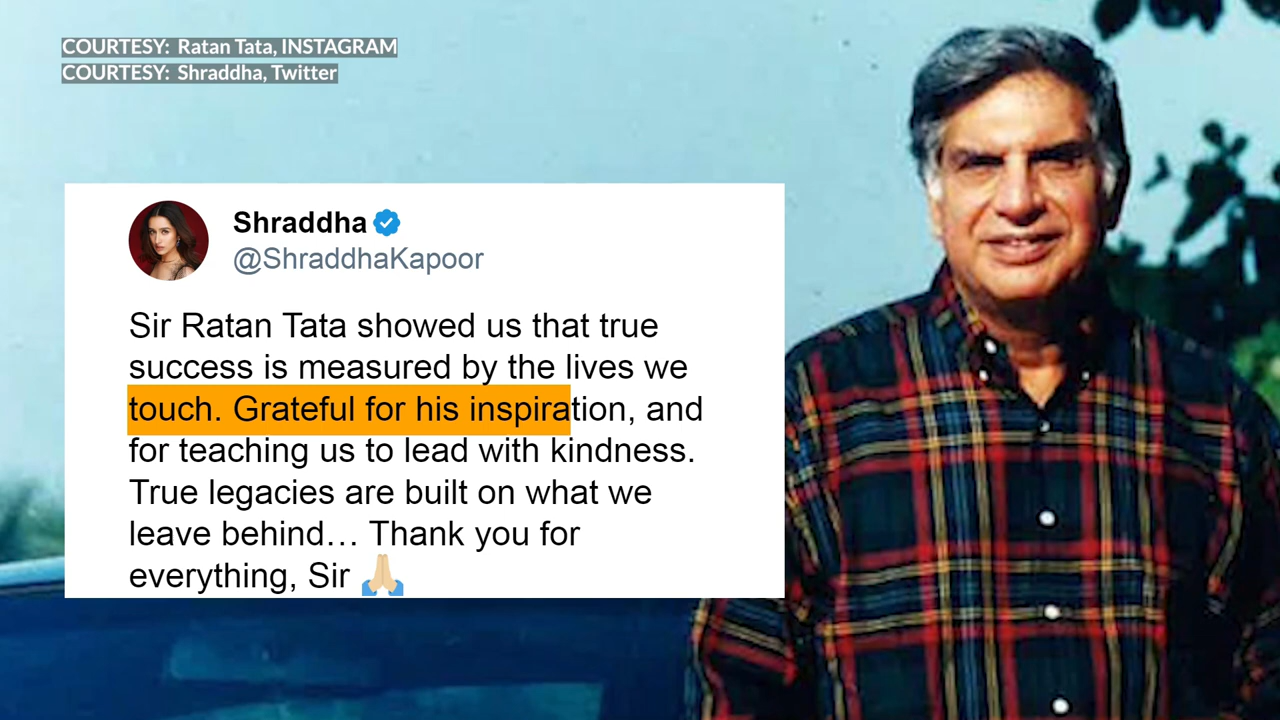 COURTESY: Ratan Tata, INSTAGRAM
COURTESY: Shraddha, Twitter
Shraddha
@ShraddhaKapoor
Sir Ratan Tata showed us that true
success is measured by the lives we
touch. Grateful for his inspiration, and
for teaching us to lead with kindness.
True legacies are built on what we
leave behind… Thank you for
everything, Sir 🙏🏼